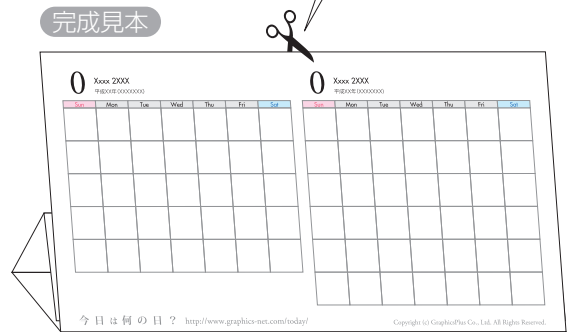 完成見本
0 Xxxx 2XXX
平成XX年(XXXXXXX)
Sun Mon Tue Wed Thu Fri Sat
0 Xxxx 2XXX
平成XX年(XXXXXXX)
Sun Mon Tue Wed Thu Fri Sat
今日は何の日? http://www.graphics-net.com/today/
Copyright (c) GraphicsPlus Co., Ltd. All Rights Reserved.